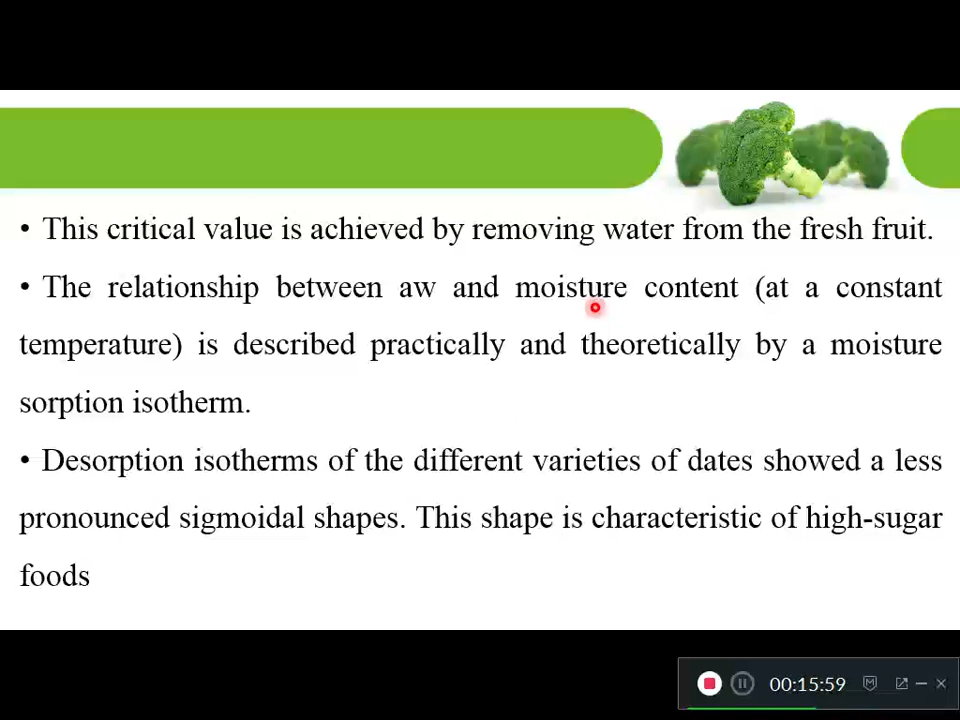 • This critical value is achieved by removing water from the fresh fruit.
• The relationship between aw and moisture content (at a constant
temperature) is described practically and theoretically by a moisture
sorption isotherm.
• Desorption isotherms of the different varieties of dates showed a less
pronounced sigmoidal shapes. This shape is characteristic of high-sugar
foods
00:15:59